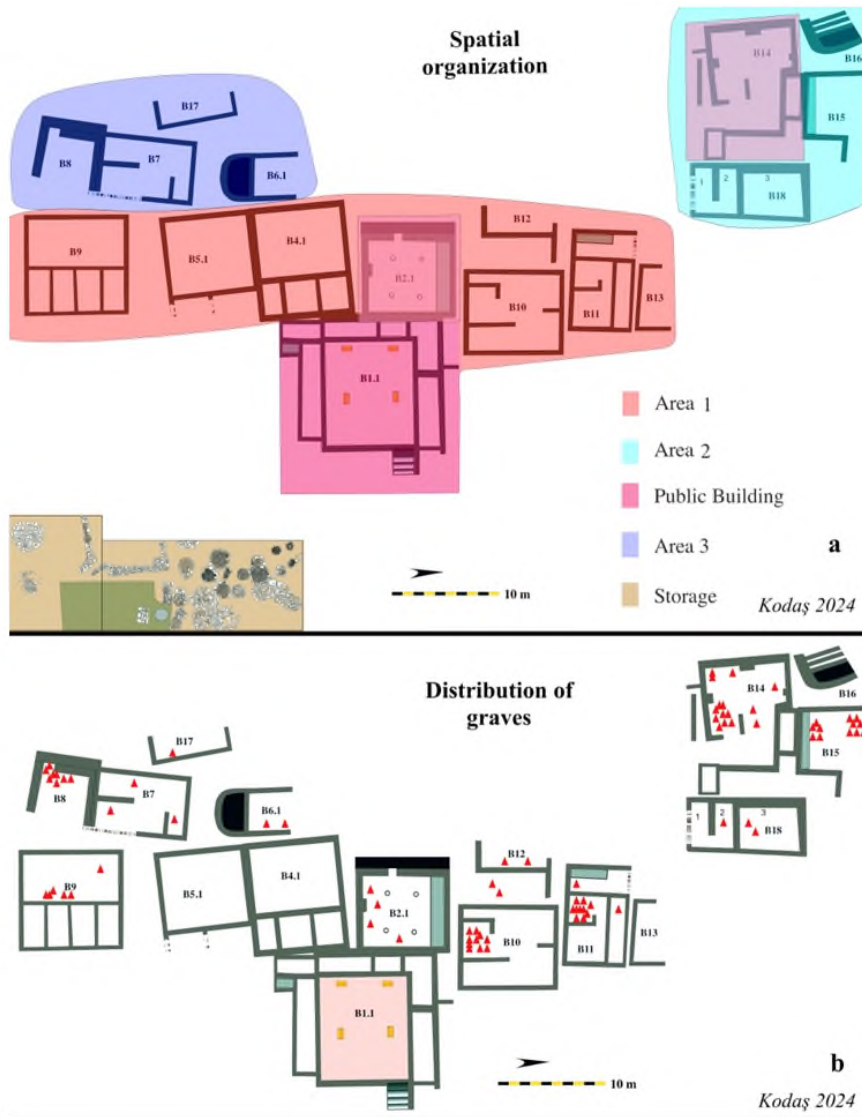 Spatial
organization
B17
B8
B7
B6.1
B14
B16
B15
1
2
3
B18
B9
B5.1
B4.1
B2.1
B12
B10
B11
B13
B1.1
Area 1
Area 2
Public Building
Area 3
Storage
a
10 m
Kodaş 2024
Distribution of
graves
B17
B8
B7
B6.1
B14
B16
B15
1
2
3
B18
B9
B5.1
B4.1
B2.1
B12
B10
B11
B13
B1.1
10 m
b
Kodaş 2024